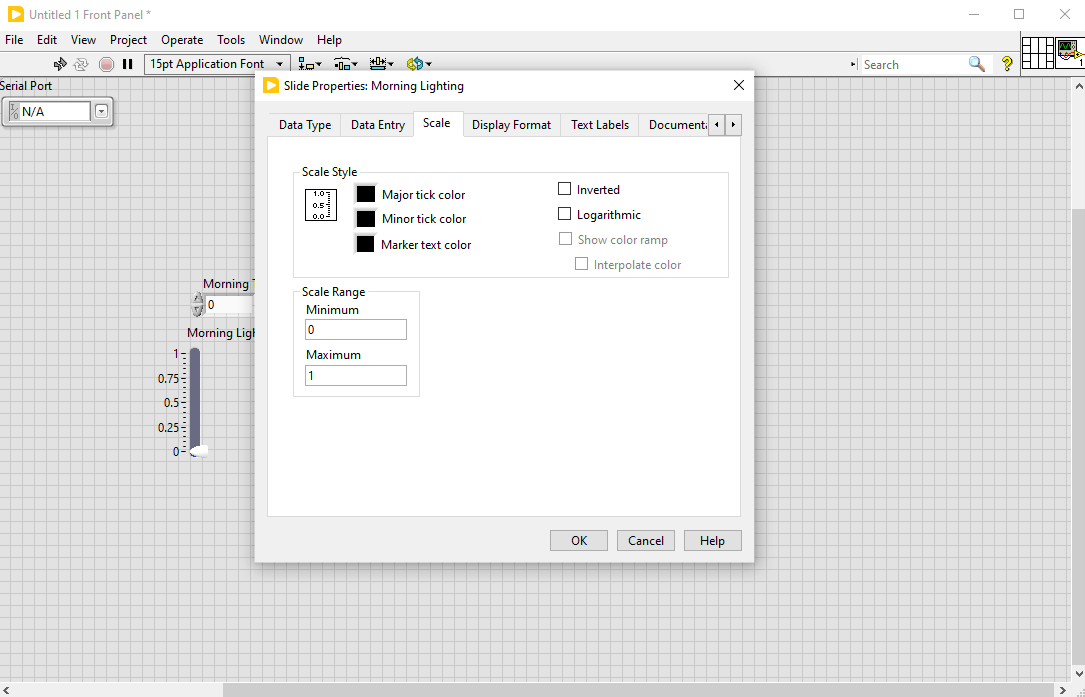 Untitled 1 Front Panel *
File Edit View Project Operate Tools Window Help
15pt Application Font
Search
?
1
Serial Port
I/O N/A
Morning
0
Morning Ligh
1
0.75
0.5
0.25
0
Slide Properties: Morning Lighting
Data Type Data Entry Scale Display Format Text Labels Documenta
Scale Style
1.0
0.5
0.0
Major tick color
Minor tick color
Marker text color
Inverted
Logarithmic
Show color ramp
Interpolate color
Scale Range
Minimum
0
Maximum
1
OK Cancel Help